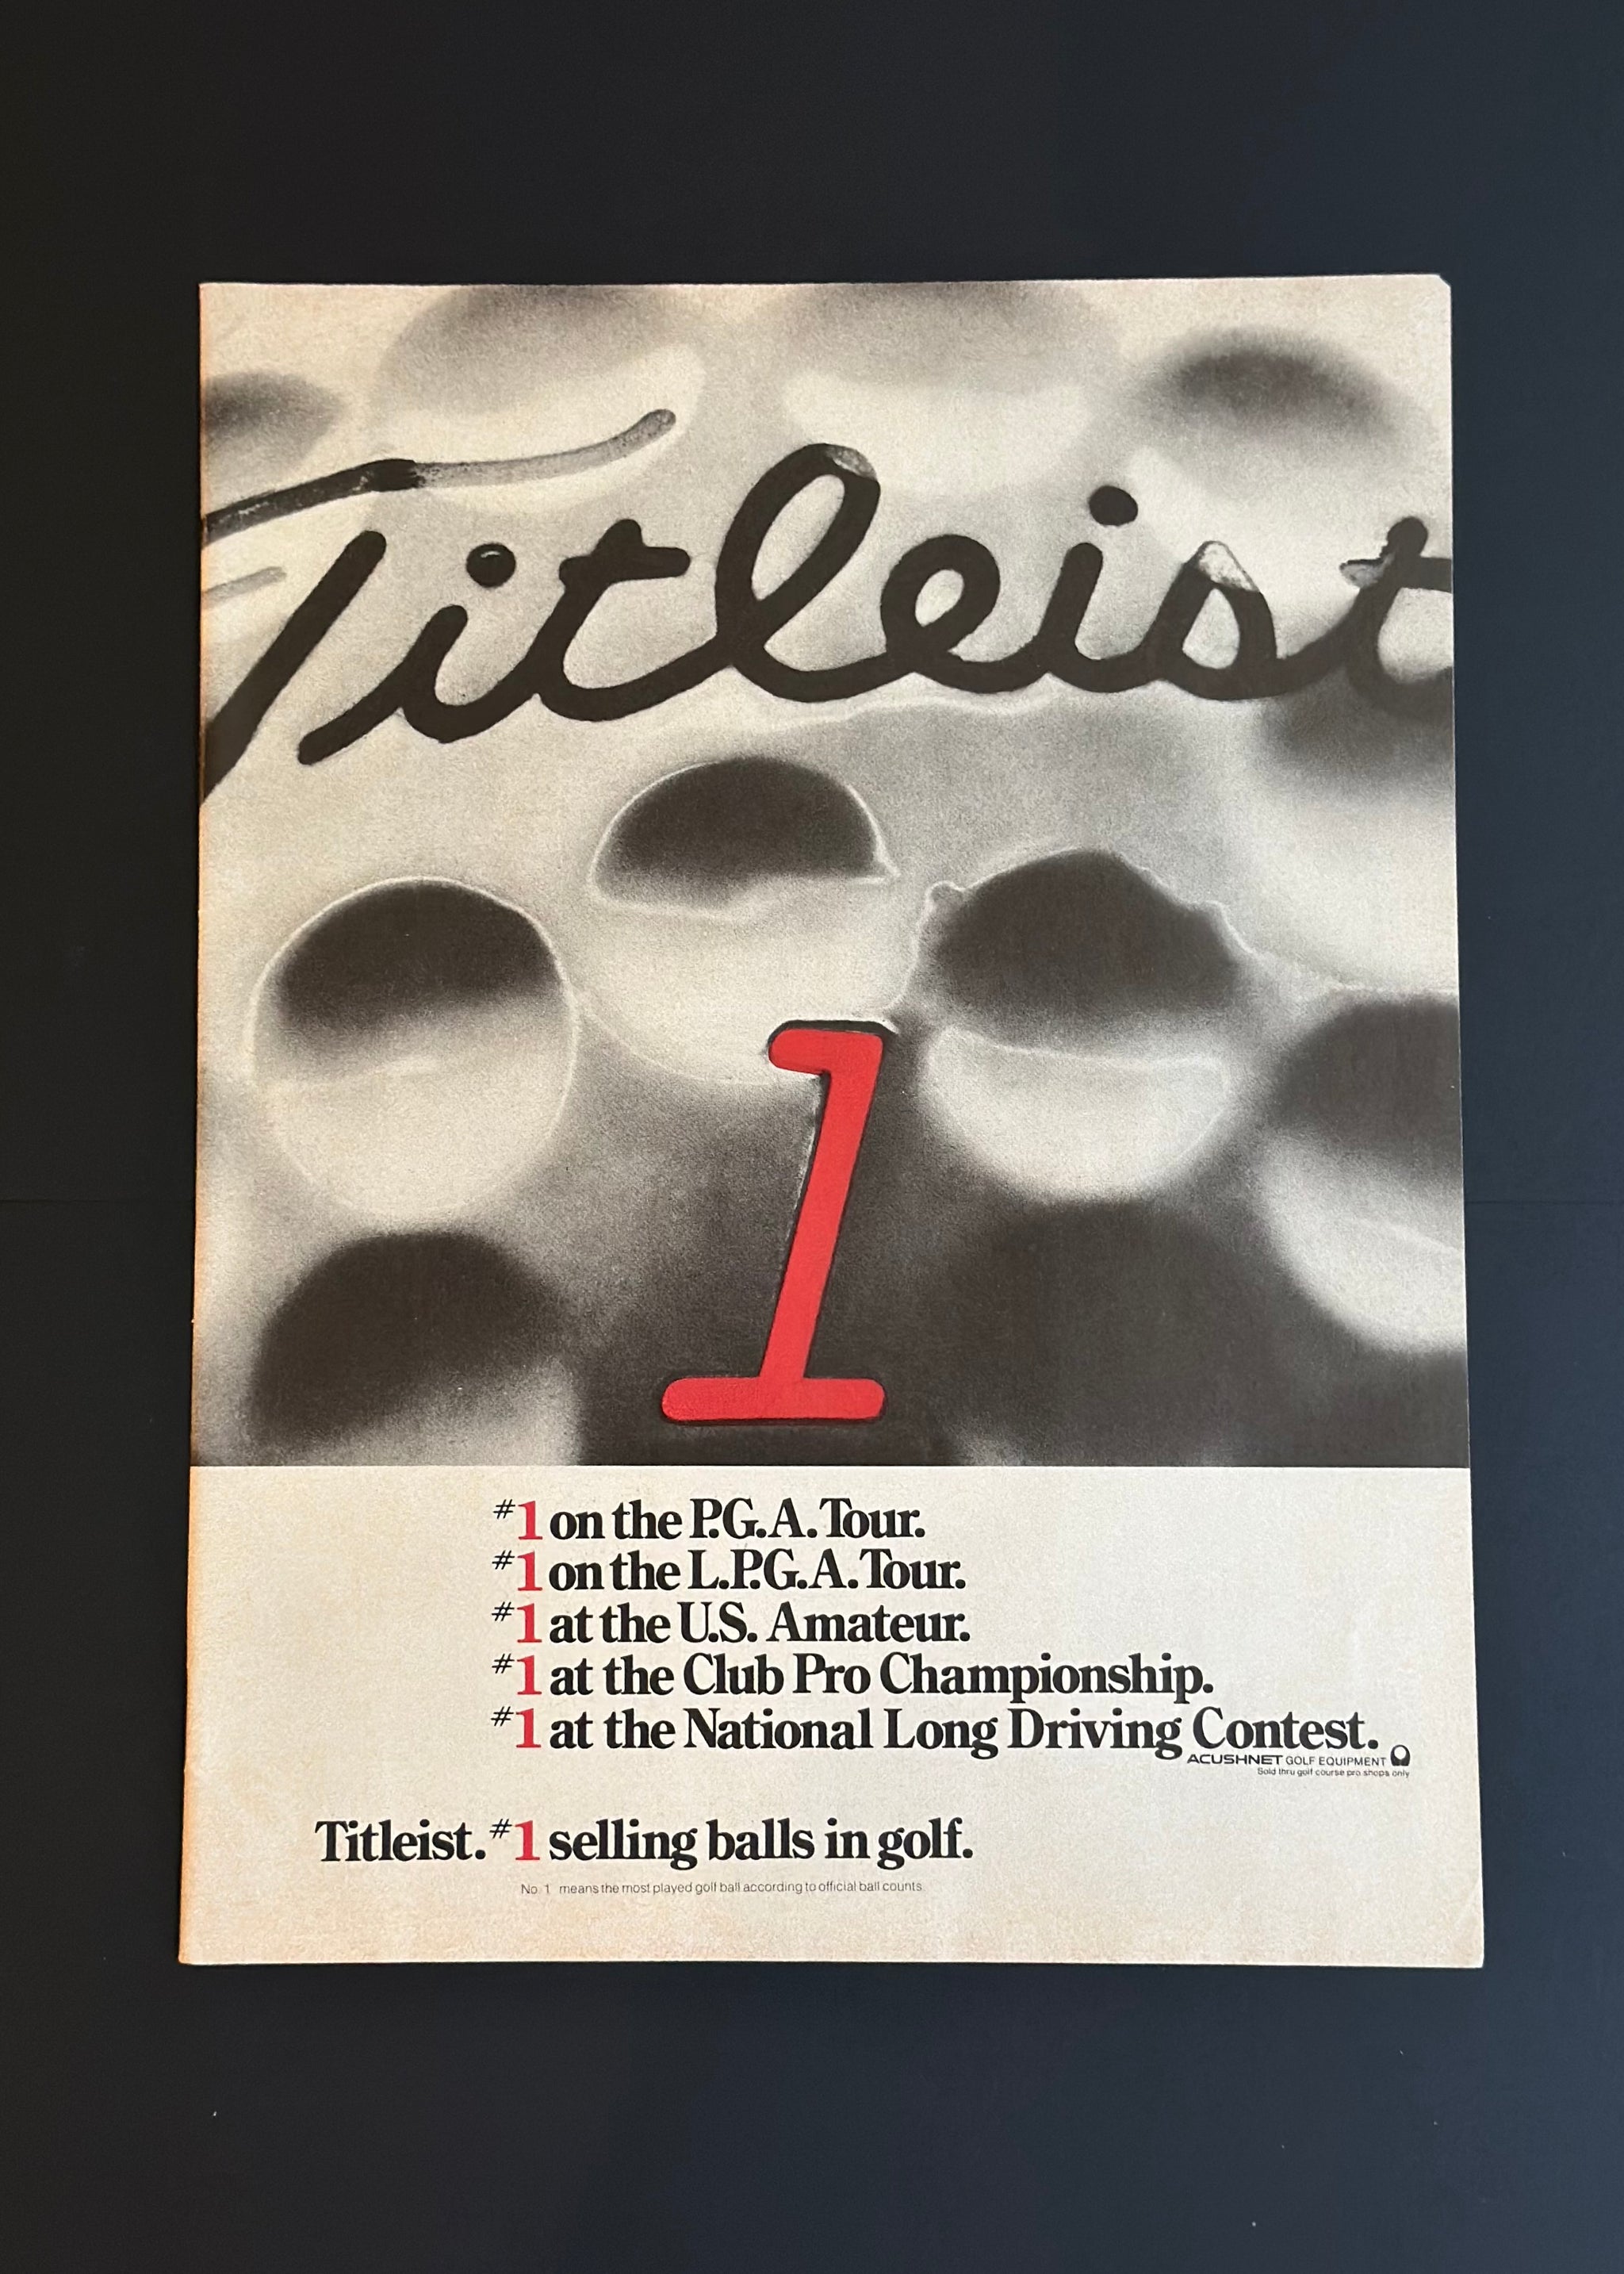 Titleist
1
#1 on the P.G.A. Tour.
#1 on the L.P.G.A. Tour.
#1 at the U.S. Amateur.
#1 at the Club Pro Championship.
#1 at the National Long Driving Contest.
ACUSHNET GOLF EQUIPMENT
Sold thru golf course pro shops only
Titleist. #1 selling balls in golf.
No. 1 means the most played golf ball according to official ball counts.